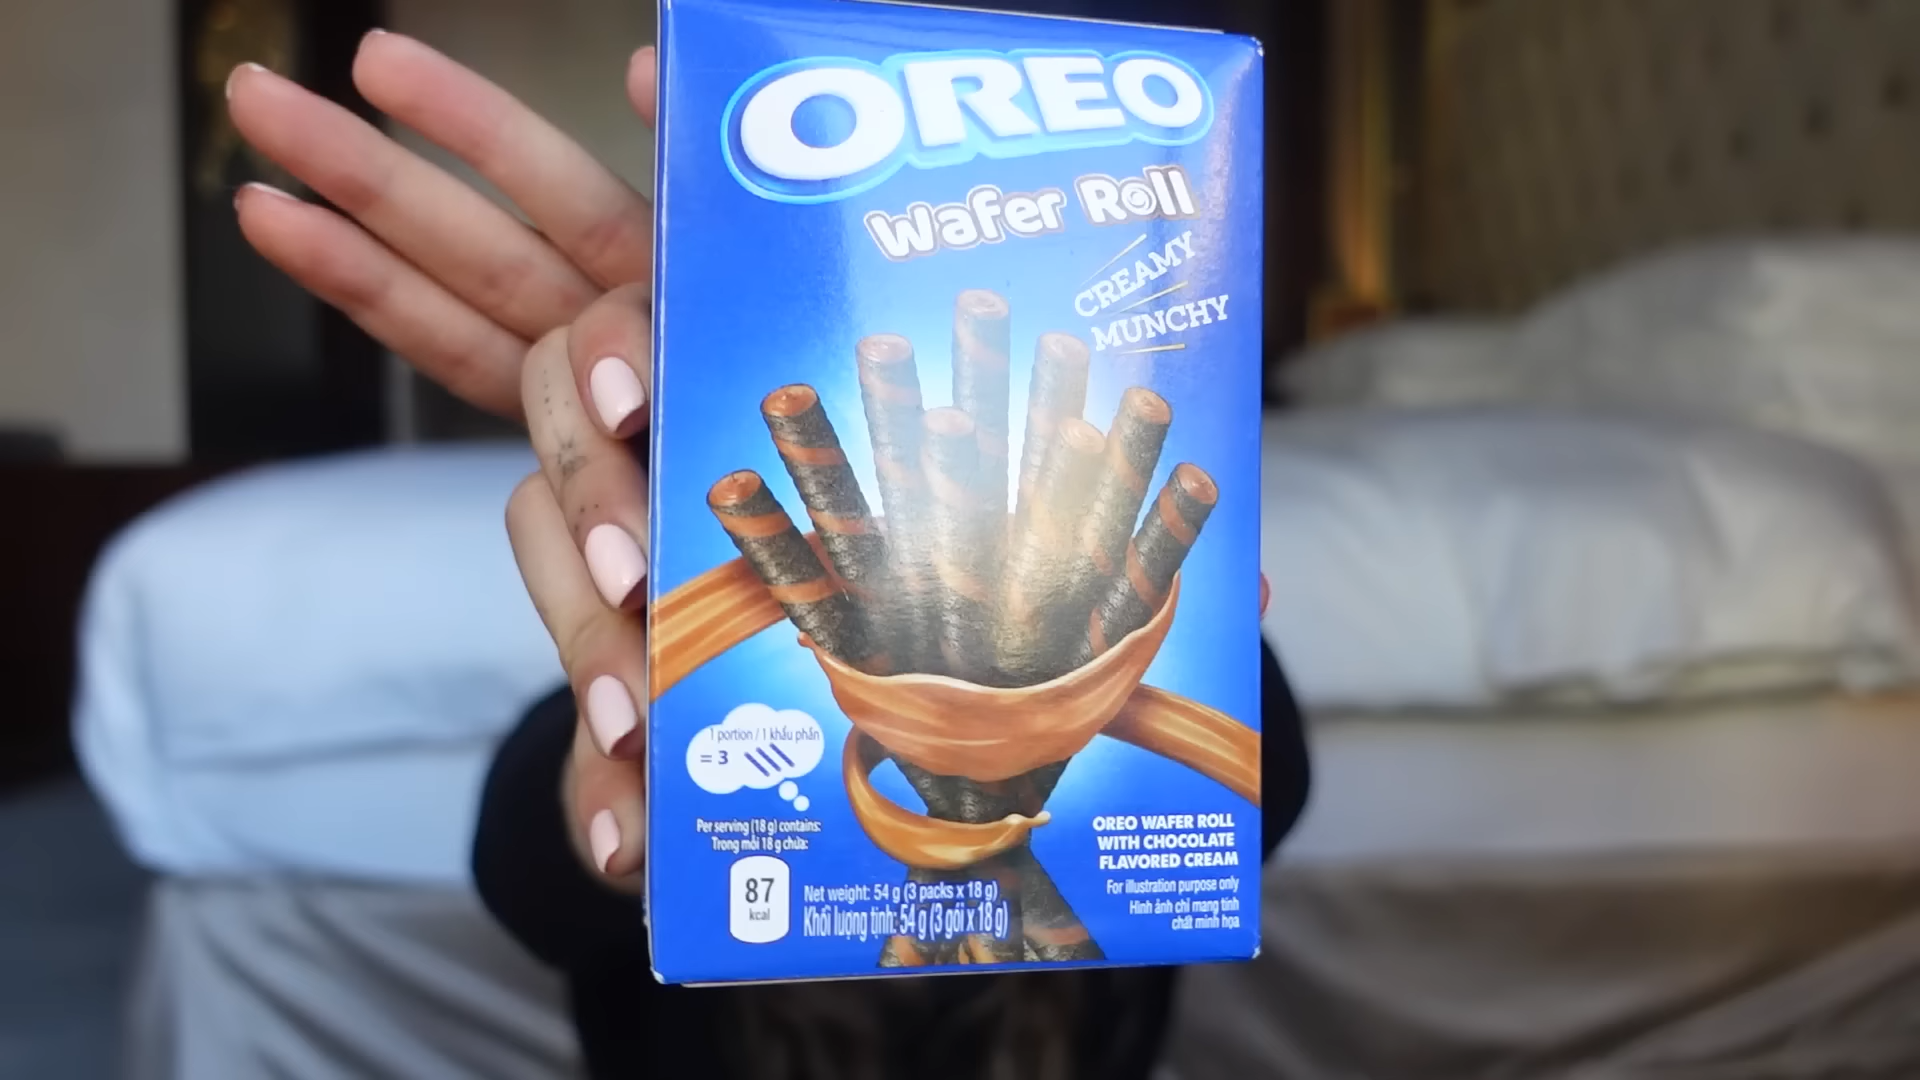 OREO
Wafer Roll
CREAMY
MUNCHY
1 portion / 1 khẩu phần
= 3
Per serving (18 g) contains:
Trong mỗi 18 g chứa:
87
kcal
Net weight: 54 g (3 packs x 18 g)
Khối lượng tịnh: 54 g (3 gói x 18 g)
OREO WAFER ROLL
WITH CHOCOLATE
FLAVORED CREAM
For illustration purpose only
Hình ảnh chỉ mang tính
chất minh họa